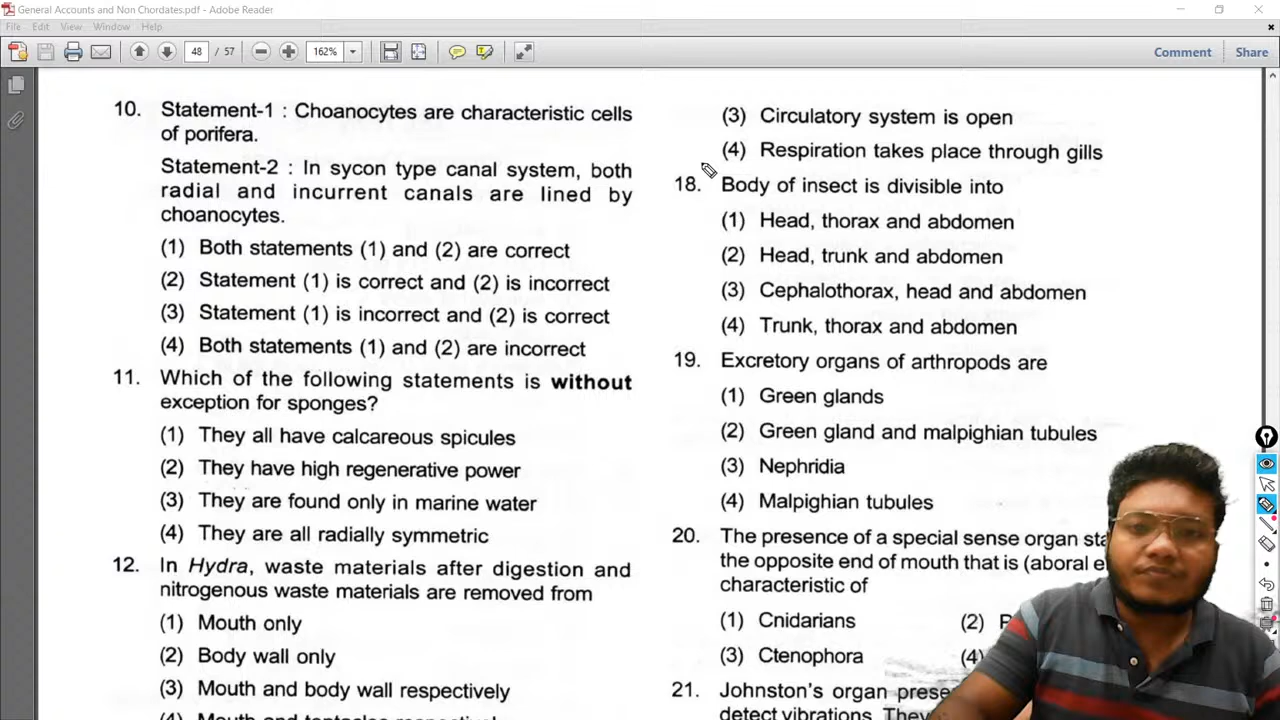 General Accounts and Non Chordates.pdf - Adobe Reader
File Edit View Window Help
48 / 57
162%
Comment Share
10. Statement-1 : Choanocytes are characteristic cells
of porifera.
Statement-2 : In sycon type canal system, both
radial and incurrent canals are lined by
choanocytes.
(1) Both statements (1) and (2) are correct
(2) Statement (1) is correct and (2) is incorrect
(3) Statement (1) is incorrect and (2) is correct
(4) Both statements (1) and (2) are incorrect
11. Which of the following statements is without
exception for sponges?
(1) They all have calcareous spicules
(2) They have high regenerative power
(3) They are found only in marine water
(4) They are all radially symmetric
12. In Hydra, waste materials after digestion and
nitrogenous waste materials are removed from
(1) Mouth only
(2) Body wall only
(3) Mouth and body wall respectively
(4) Mouth and tentacles respectively
(3) Circulatory system is open
(4) Respiration takes place through gills
18. Body of insect is divisible into
(1) Head, thorax and abdomen
(2) Head, trunk and abdomen
(3) Cephalothorax, head and abdomen
(4) Trunk, thorax and abdomen
19. Excretory organs of arthropods are
(1) Green glands
(2) Green gland and malpighian tubules
(3) Nephridia
(4) Malpighian tubules
20. The presence of a special sense organ
the opposite end of mouth that is (aboral
characteristic of
(1) Cnidarians
(2)
(3) Ctenophora
(4)
21. Johnston's organ
detect vibrations. They